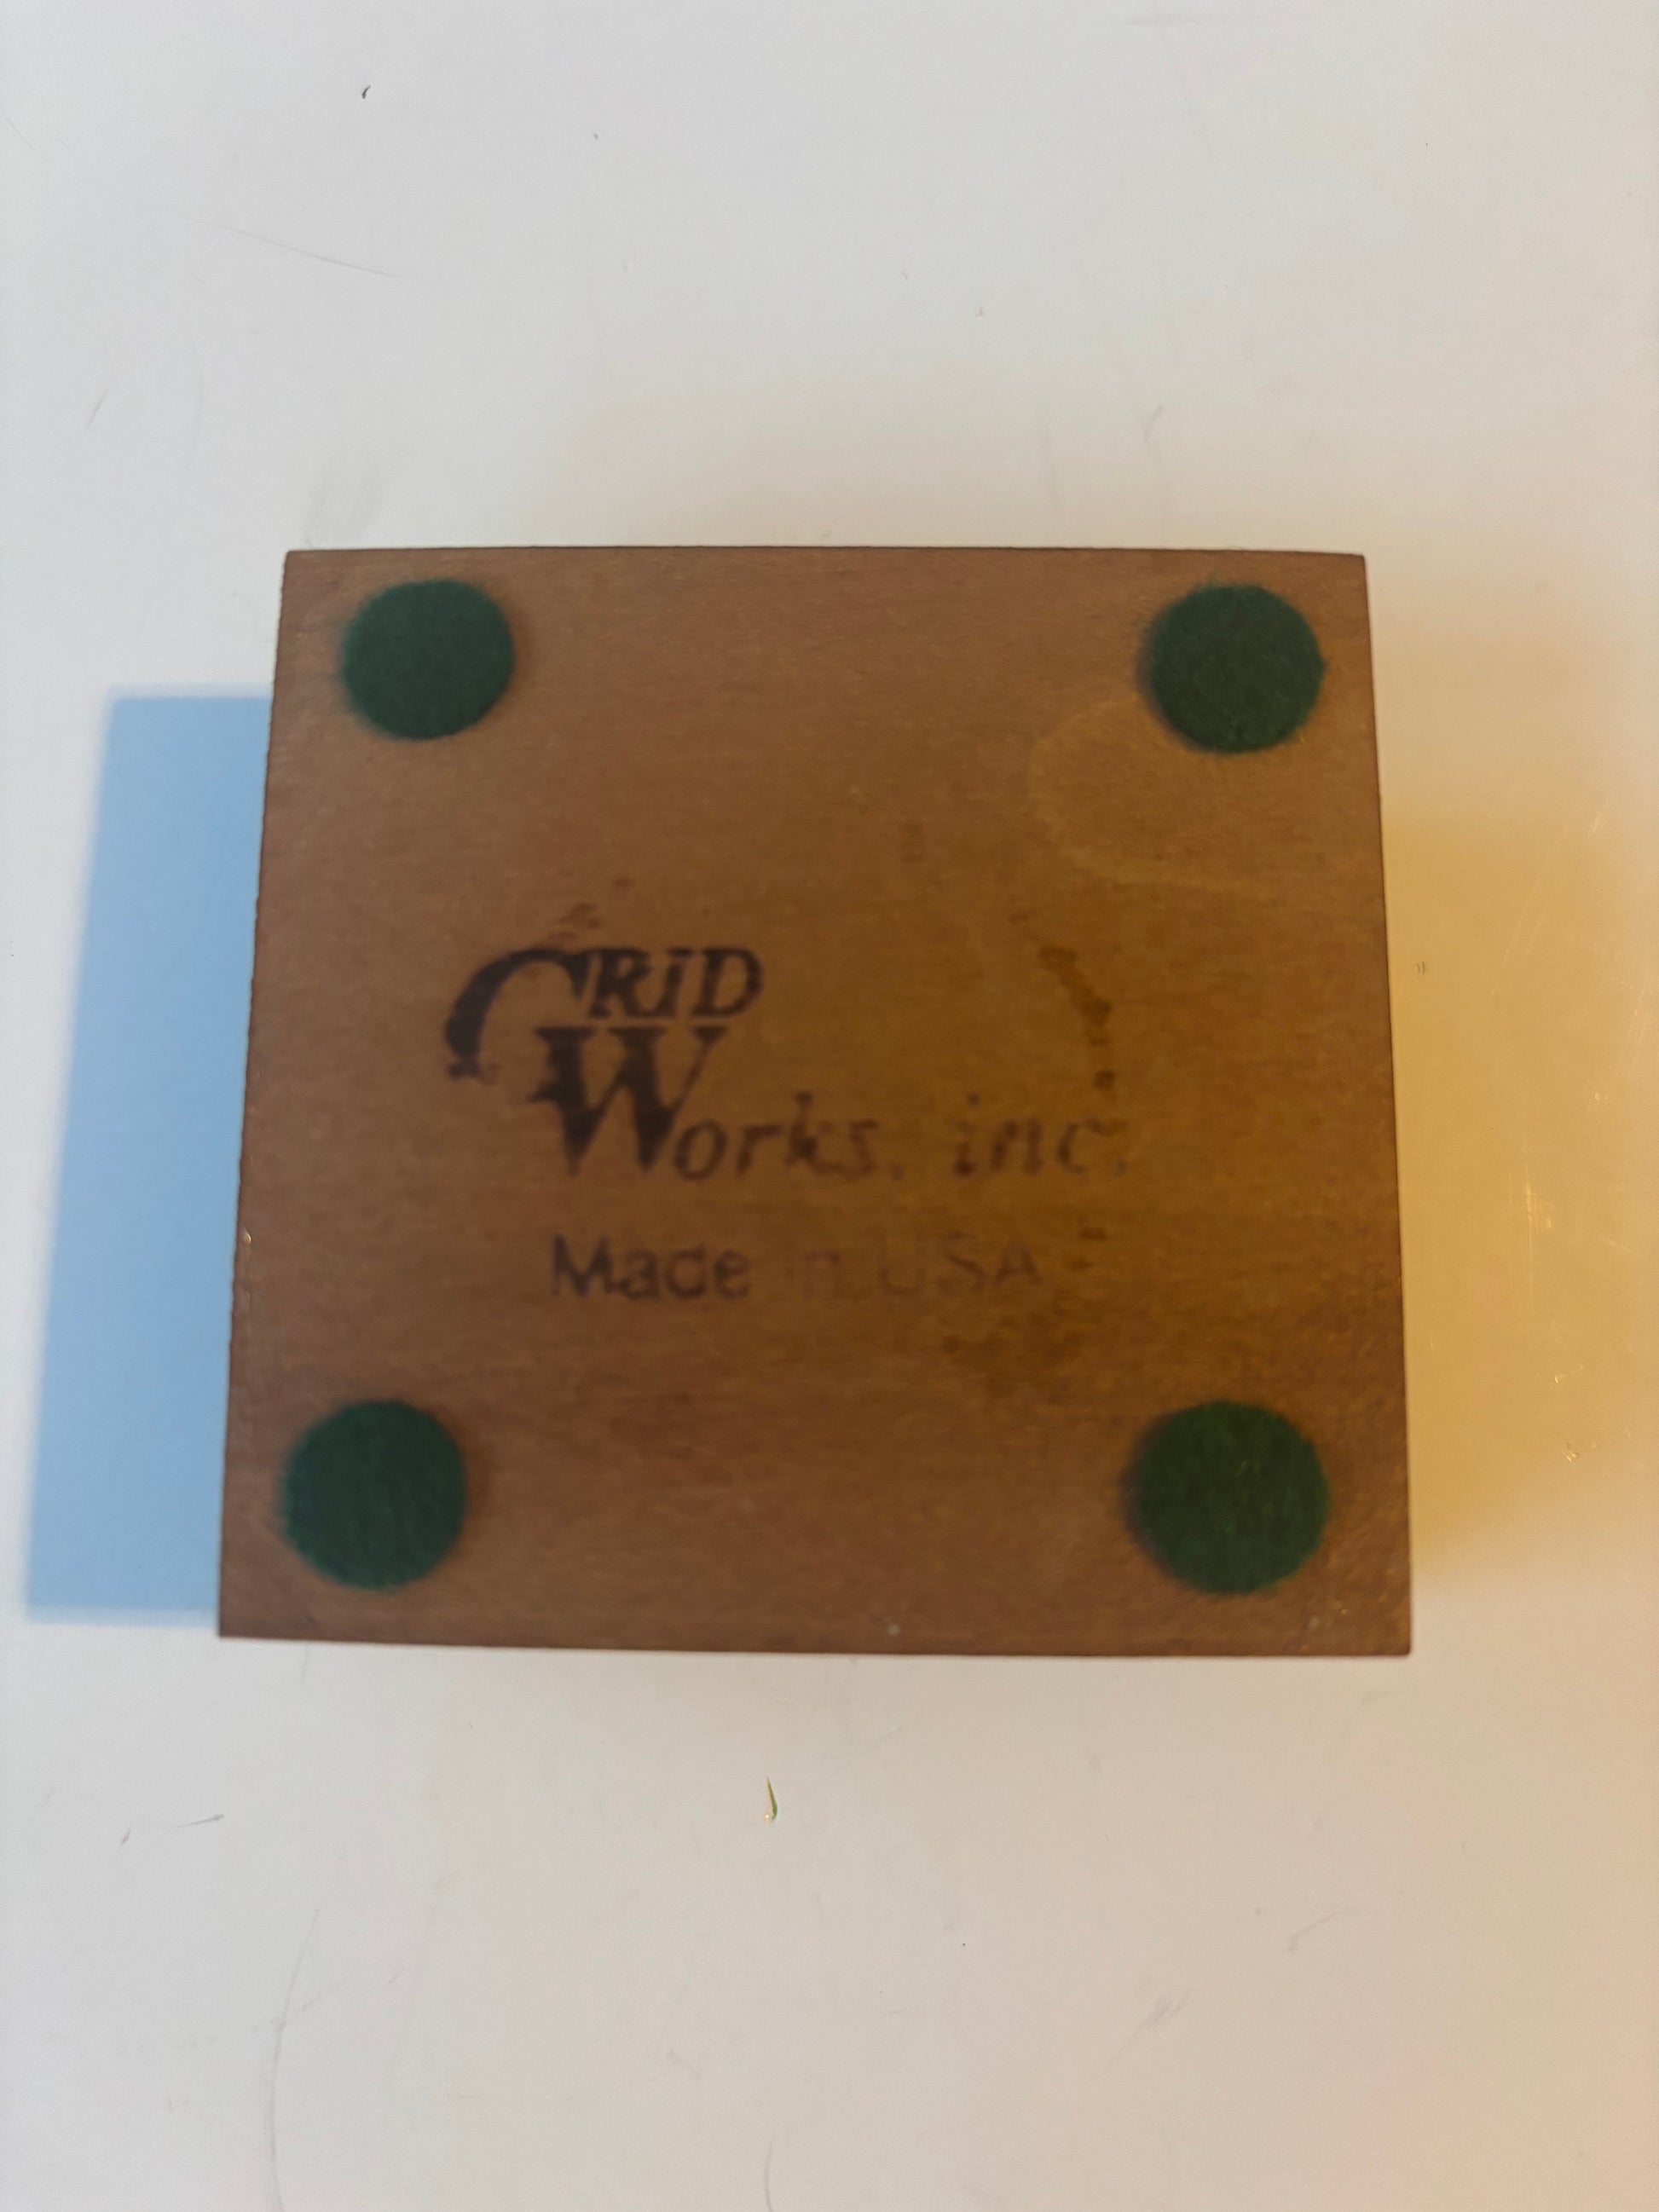 GRID
Works, inc.
Made in USA